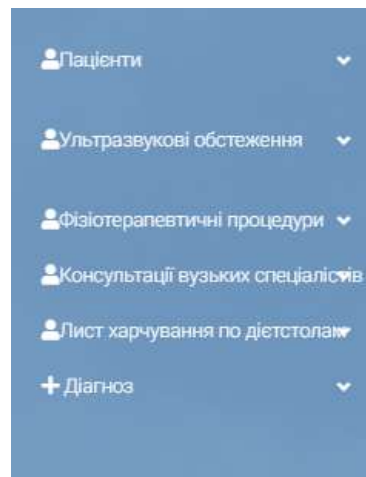 Пацієнти
Ультразвукові обстеження
Фізіотерапевтичні процедури
Консультації вузьких спеціалістів
Лист харчування по дієтстолам
Діагноз